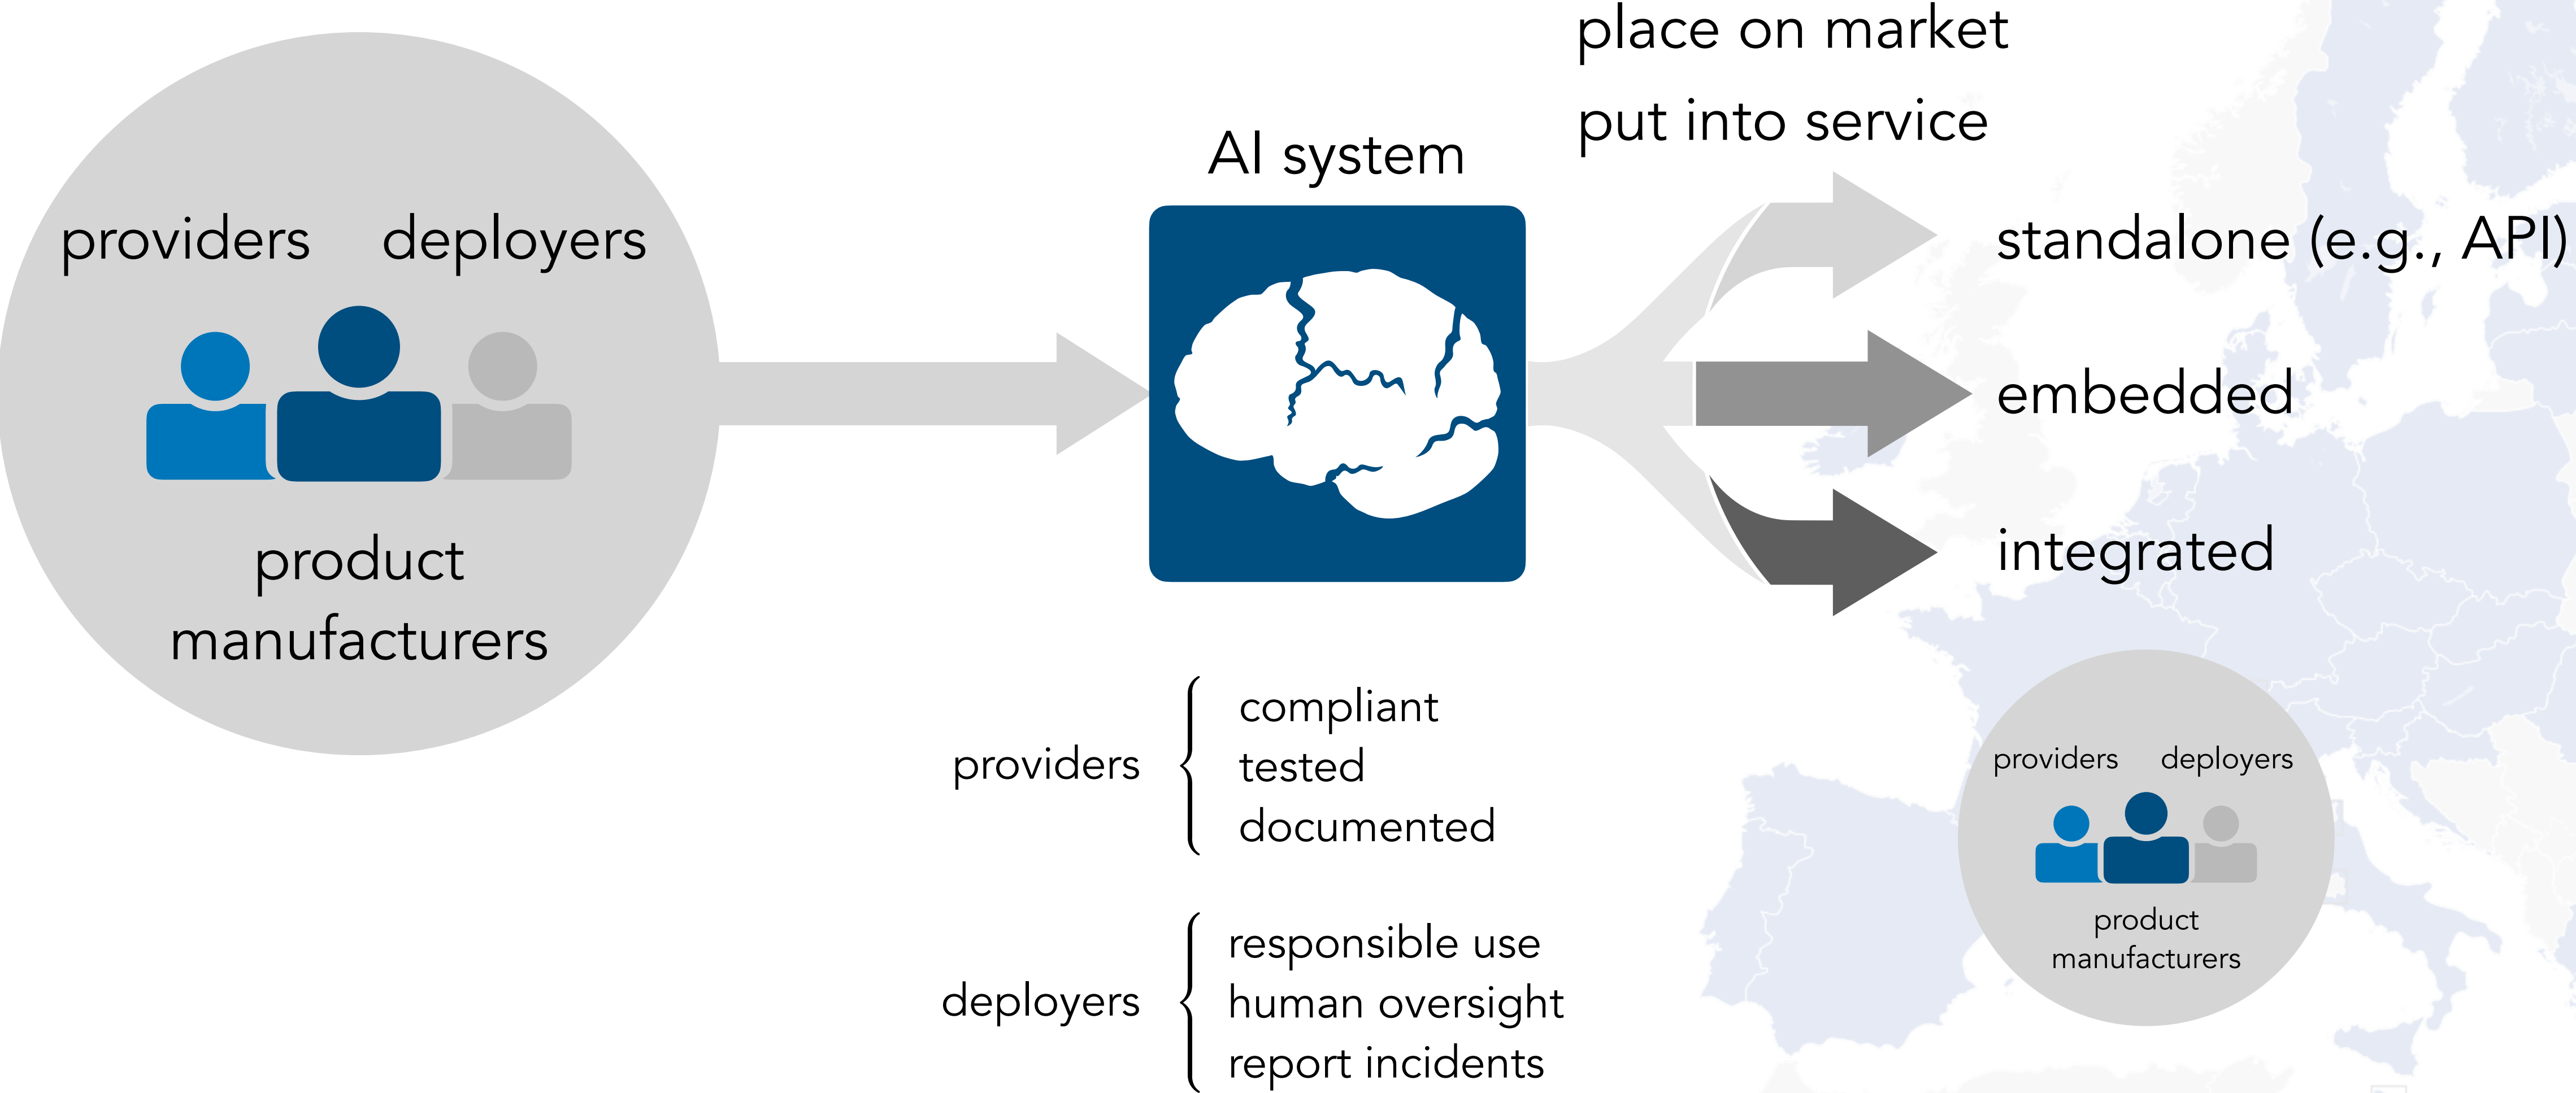 place on market
put into service
AI system
providers deployers
product
manufacturers
standalone (e.g., API)
embedded
integrated
providers
compliant
tested
documented
deployers
responsible use
human oversight
report incidents
providers deployers
product
manufacturers